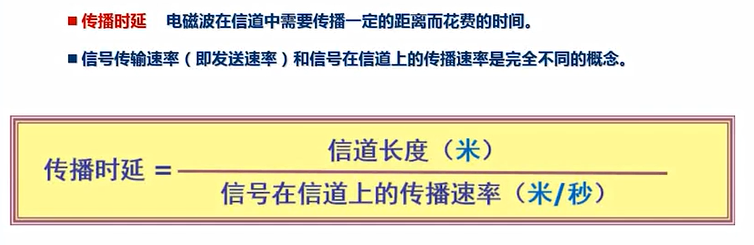 ■ 传播时延 电磁波在信道中需要传播一定的距离而花费的时间。
■ 信号传输速率（即发送速率）和信号在信道上的传播速率是完全不同的概念。
传播时延 =
信道长度（米）
信号在信道上的传播速率（米/秒）